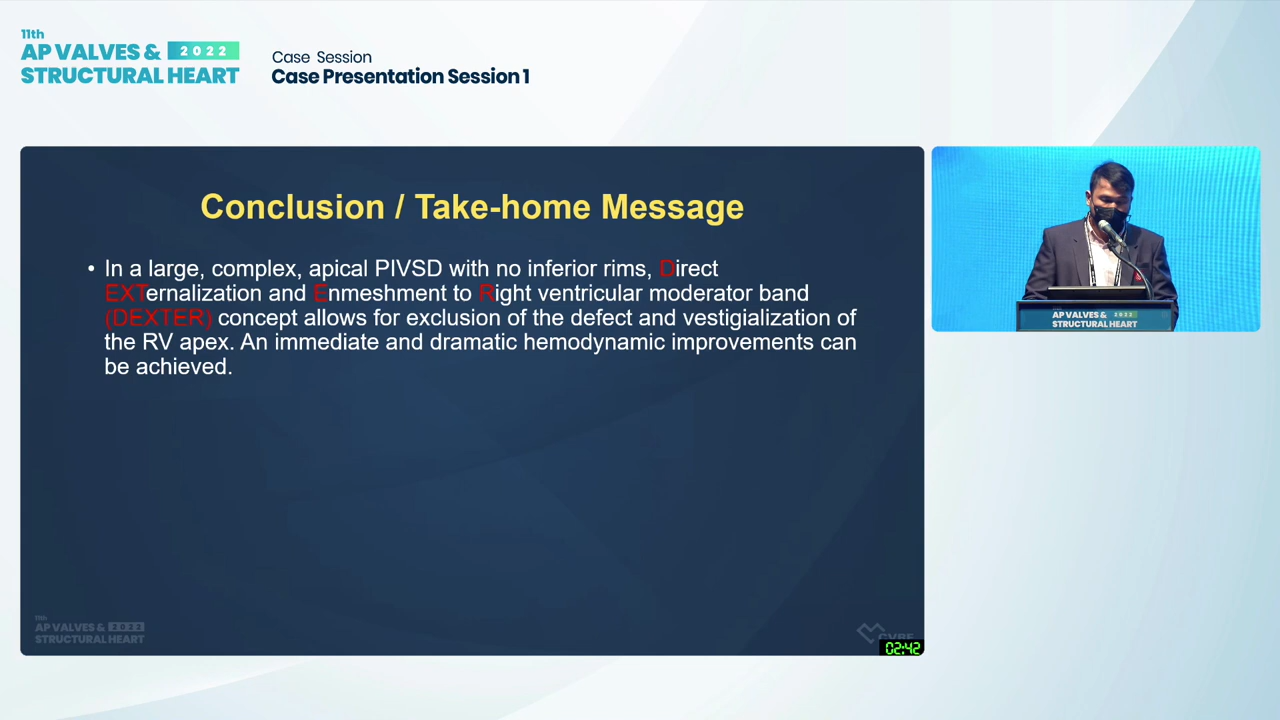 11th
AP VALVES & 2022
STRUCTURAL HEART
Case Session
Case Presentation Session 1
Conclusion / Take-home Message
• In a large, complex, apical PIVSD with no inferior rims, Direct
EXTernalization and Enmeshment to Right ventricular moderator band
(DEXTER) concept allows for exclusion of the defect and vestigialization of
the RV apex. An immediate and dramatic hemodynamic improvements can
be achieved.
11th
AP VALVES & 2022
STRUCTURAL HEART
CVRF
02:42
AP VALVES & 2022
STRUCTURAL HEART